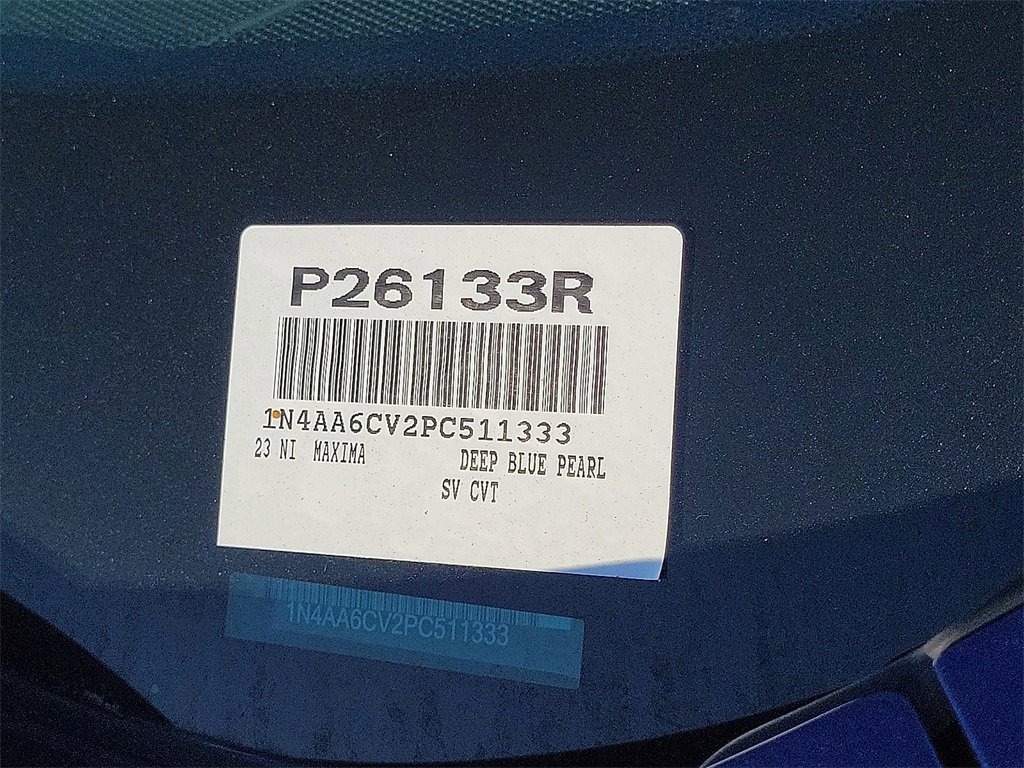 P26133R
1N4AA6CV2PC511333
23 NI MAXIMA DEEP BLUE PEARL
SV CVT
1N4AA6CV2PC511333